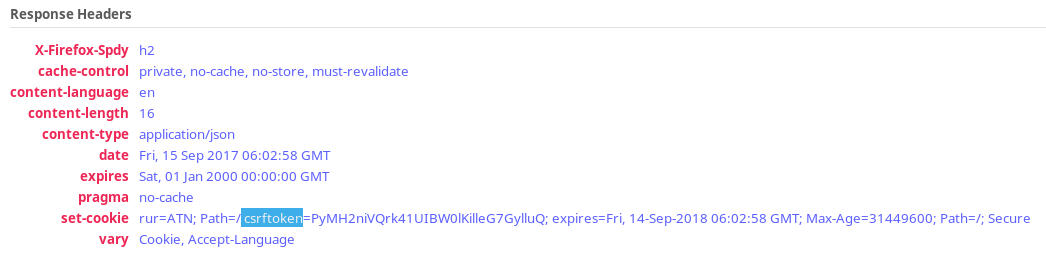 Response Headers
X-Firefox-Spdy h2
cache-control private, no-cache, no-store, must-revalidate
content-language en
content-length 16
content-type application/json
date Fri, 15 Sep 2017 06:02:58 GMT
expires Sat, 01 Jan 2000 00:00:00 GMT
pragma no-cache
set-cookie rur=ATN; Path=/ csrftoken=PyMH2niVQrk41UIBW0lKilleG7GylluQ; expires=Fri, 14-Sep-2018 06:02:58 GMT; Max-Age=31449600; Path=/; Secure
vary Cookie, Accept-Language